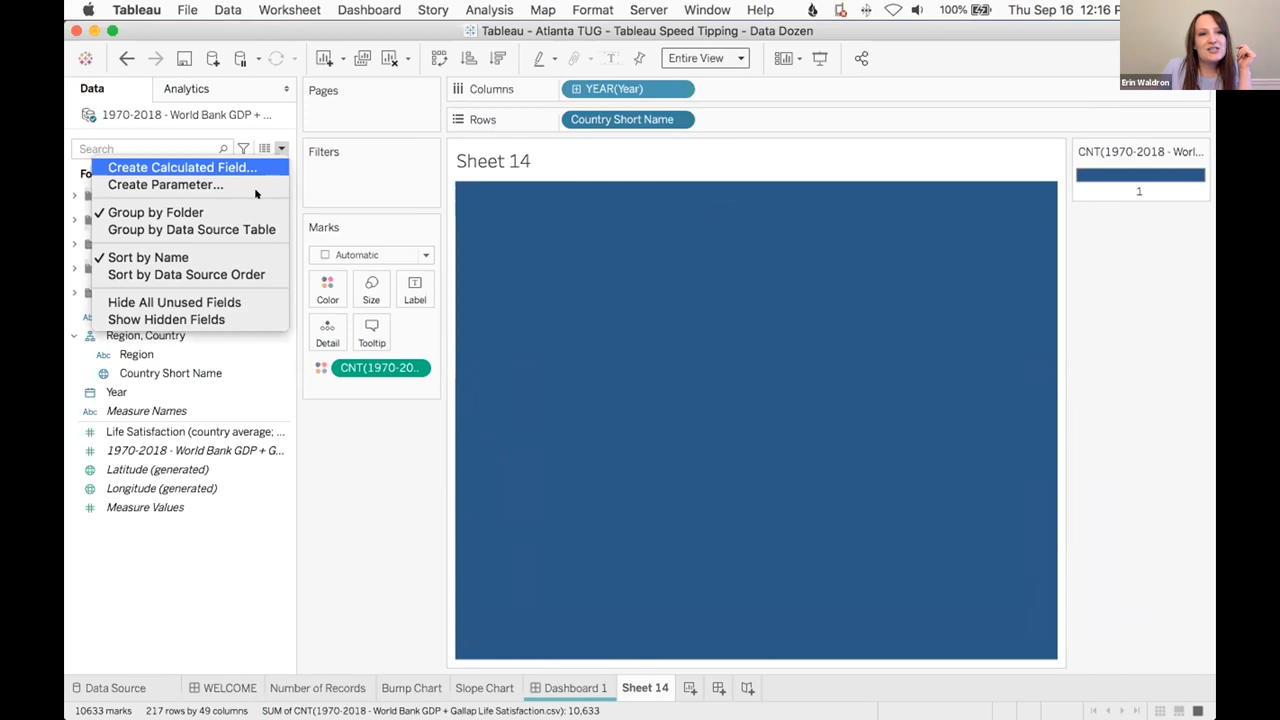 Tableau File Data Worksheet Dashboard Story Analysis Map Format Server Window Help 100% Thu Sep 16 12:16 P
Tableau - Atlanta TUG - Tableau Speed Tipping - Data Dozen
Erin Waldron
Entire View
Data Analytics
Pages
Columns YEAR(Year)
1970-2018 - World Bank GDP + ...
Rows Country Short Name
Search
Filters
Sheet 14
CNT(1970-2018 - Worl...
1
Fo
Create Calculated Field...
Create Parameter...
Group by Folder
Group by Data Source Table
Sort by Name
Sort by Data Source Order
Hide All Unused Fields
Show Hidden Fields
Marks
Automatic
Color Size Label
Detail Tooltip
CNT(1970-20..
Abc
Region, Country
Abc Region
Country Short Name
Year
Abc Measure Names
Life Satisfaction (country average; ...
1970-2018 - World Bank GDP + G...
Latitude (generated)
Longitude (generated)
Measure Values
Data Source WELCOME Number of Records Bump Chart Slope Chart Dashboard 1 Sheet 14
10633 marks 217 rows by 49 columns SUM of CNT(1970-2018 - World Bank GDP + Gallap Life Satisfaction.csv): 10,633